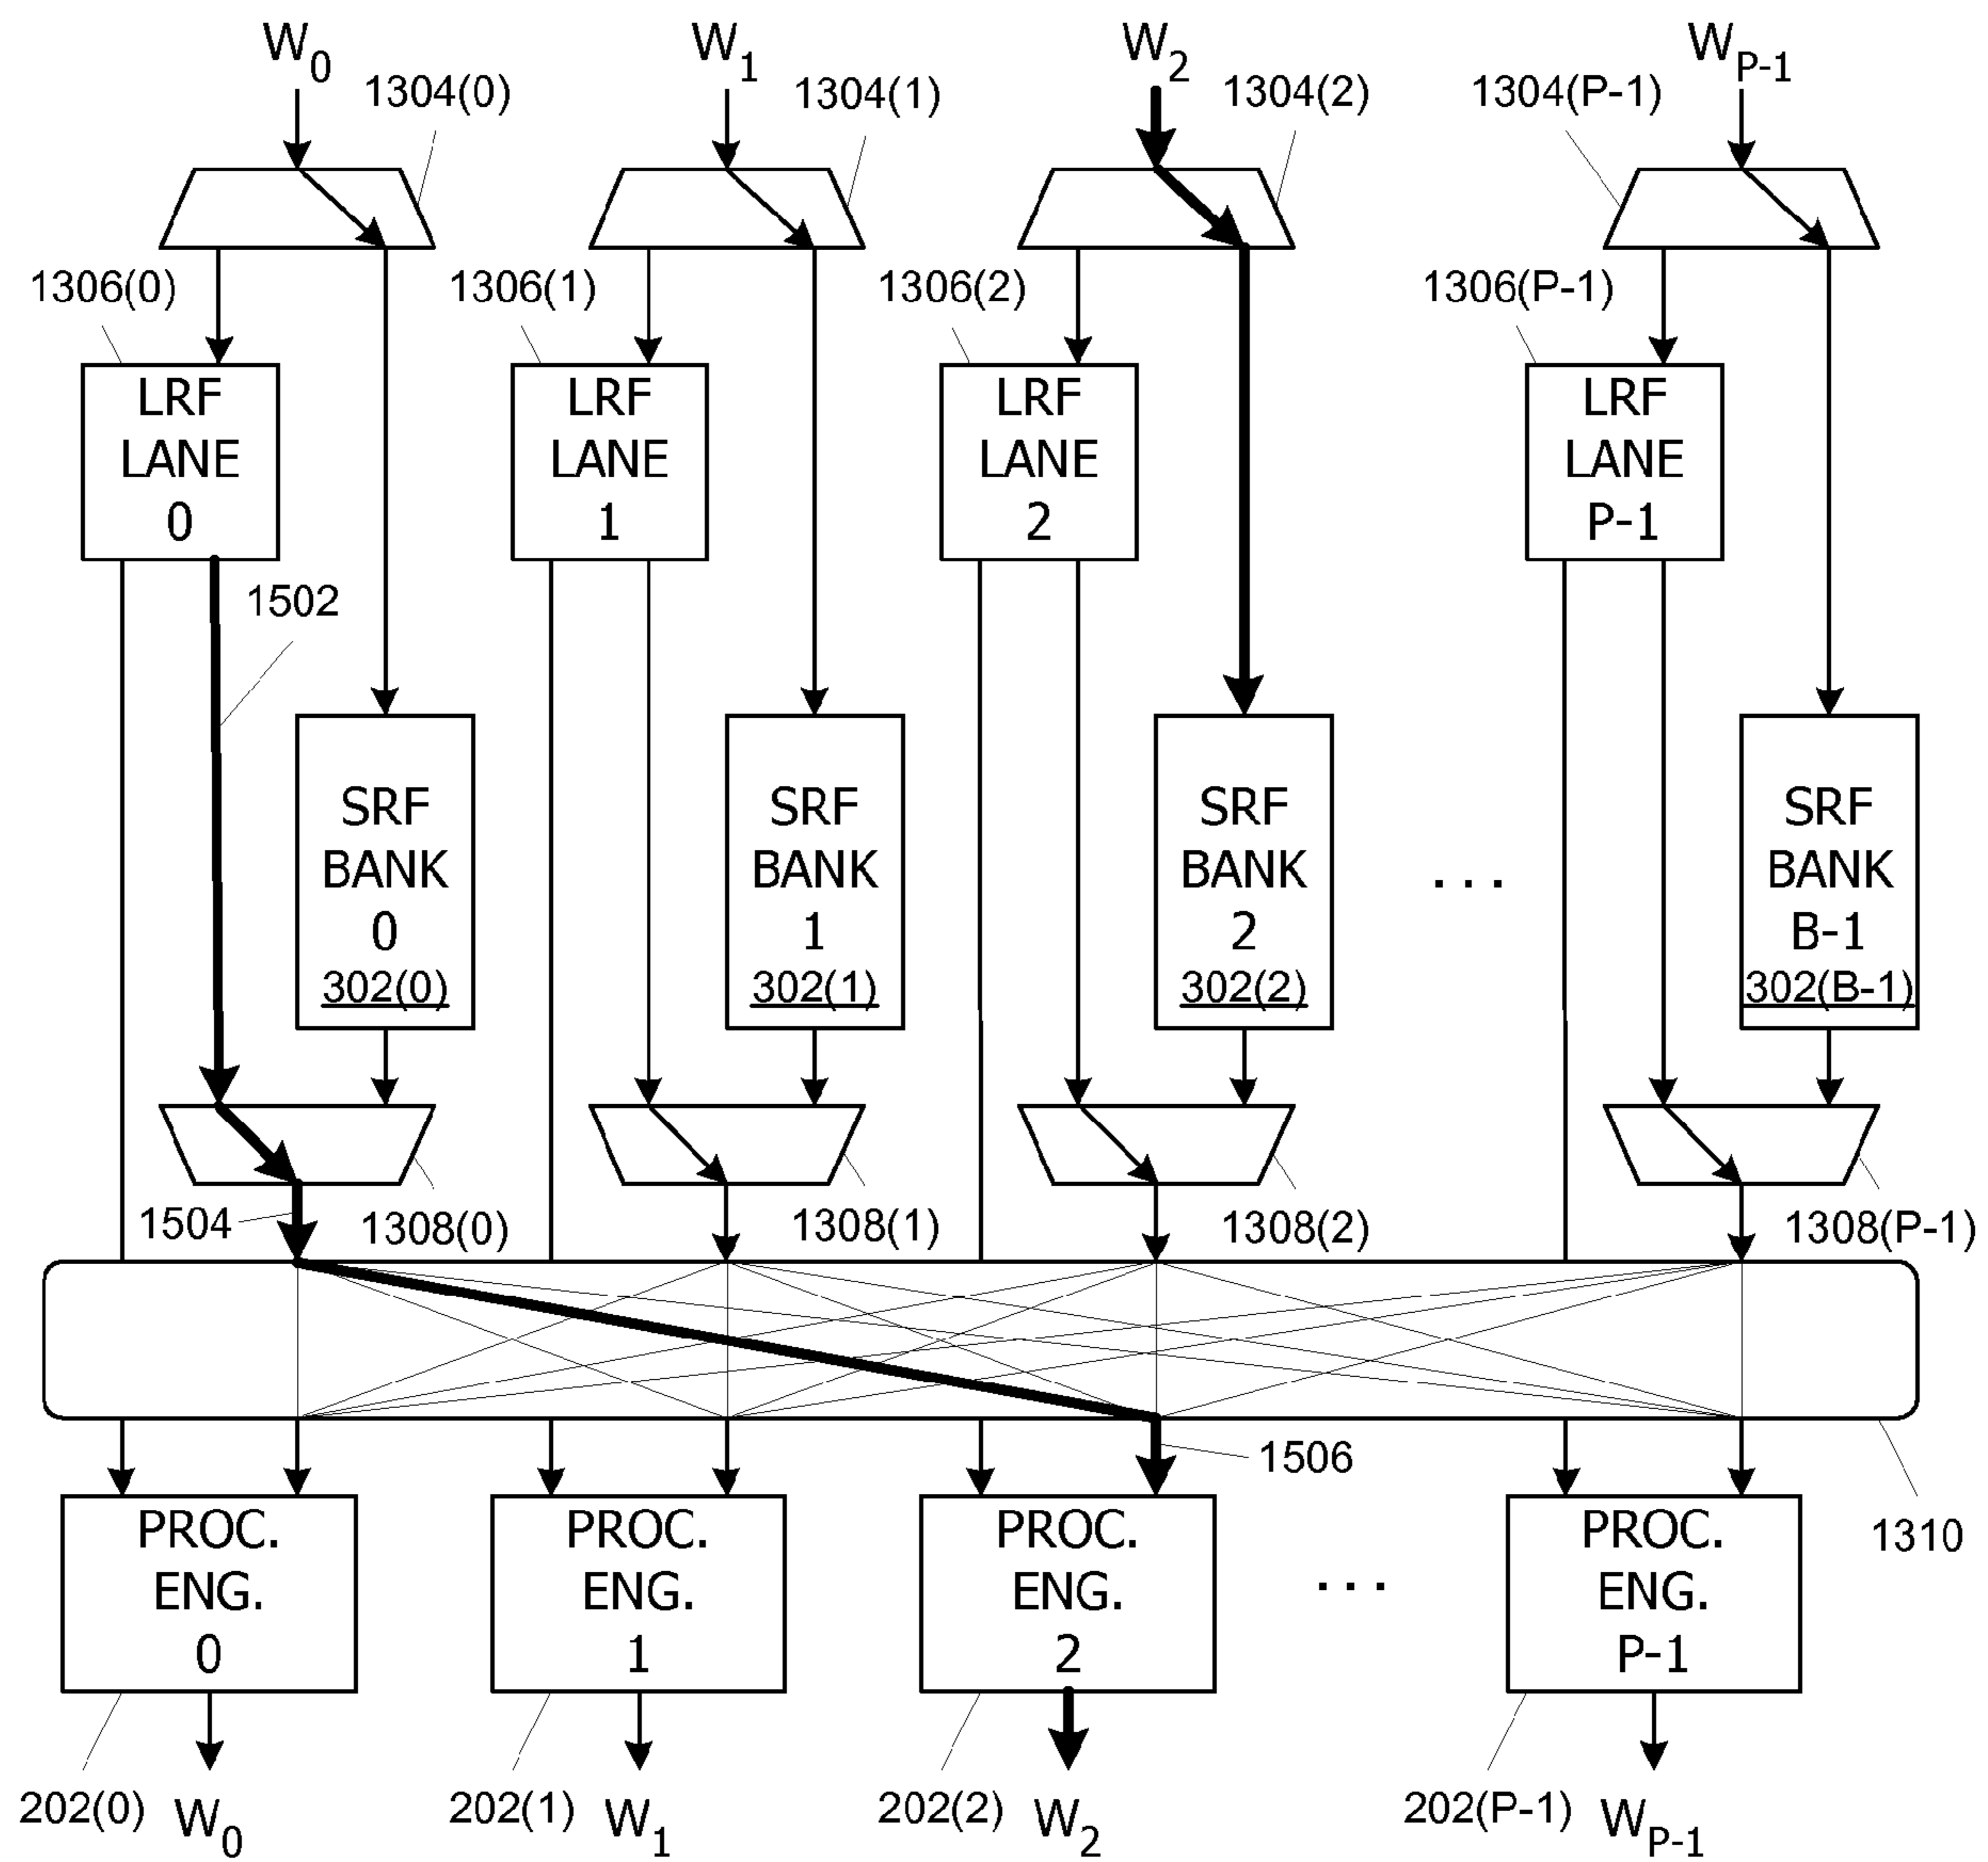 W0 W1 W2 WP-1
1304(0) 1304(1) 1304(2) 1304(P-1)
1306(0) 1306(1) 1306(2) 1306(P-1)
LRF LRF LRF LRF
LANE LANE LANE LANE
0 1 2 P-1
1502
SRF SRF SRF SRF
BANK BANK BANK ... BANK
0 1 2 B-1
302(0) 302(1) 302(2) 302(B-1)
1504 1308(0) 1308(1) 1308(2) 1308(P-1)
1506
PROC. PROC. PROC. PROC.
1310
ENG. ENG. ENG. ... ENG.
0 1 2 P-1
202(0) W0 202(1) W1 202(2) W2 202(P-1) WP-1